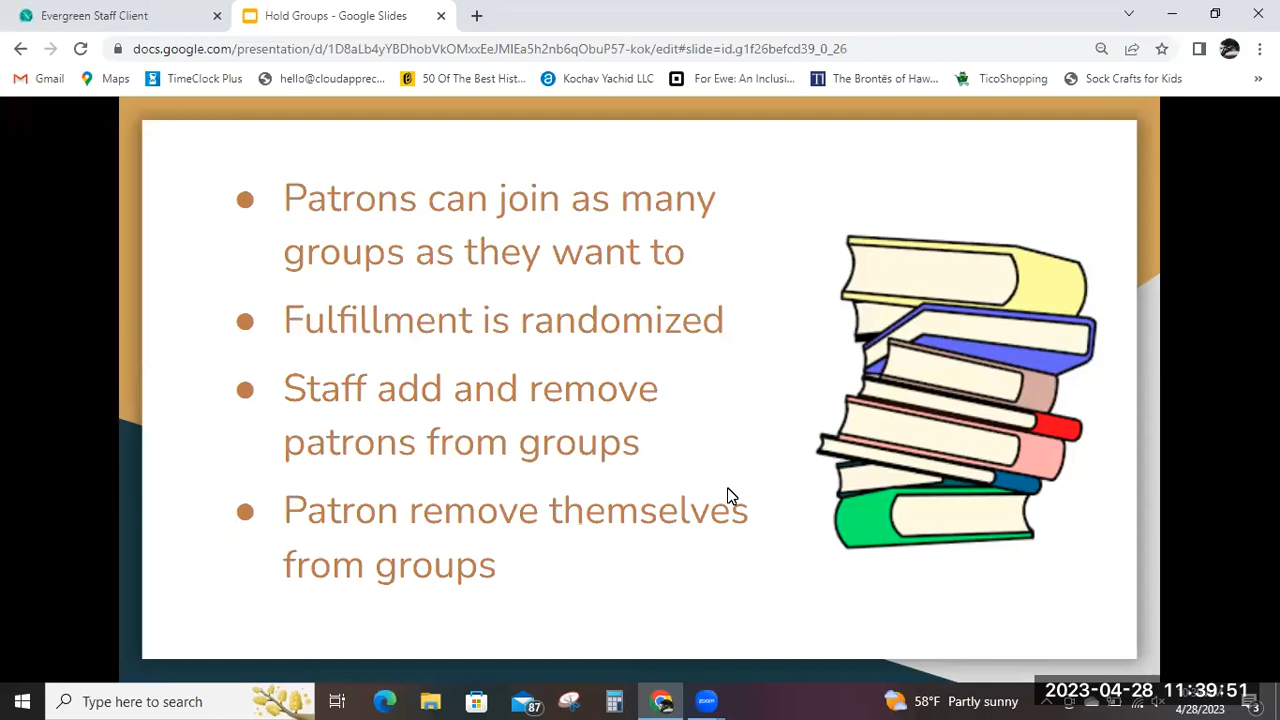 Evergreen Staff Client
Hold Groups - Google Slides
docs.google.com/presentation/d/1D8aLb4yYBDhobVkOMxxEeJMIEa5h2nb6qObuP57-kok/edit#slide=id.g1f26befcd39_0_26
Gmail
Maps
TimeClock Plus
hello@cloudapprec...
50 Of The Best Hist...
Kochav Yachid LLC
For Ewe: An Inclusi...
The Brontës of Haw...
TicoShopping
Sock Crafts for Kids
Patrons can join as many
groups as they want to
Fulfillment is randomized
Staff add and remove
patrons from groups
Patron remove themselves
from groups
Type here to search
87
zoom
58°F Partly sunny
2023-04-28 11:39:51
4/28/2023
3